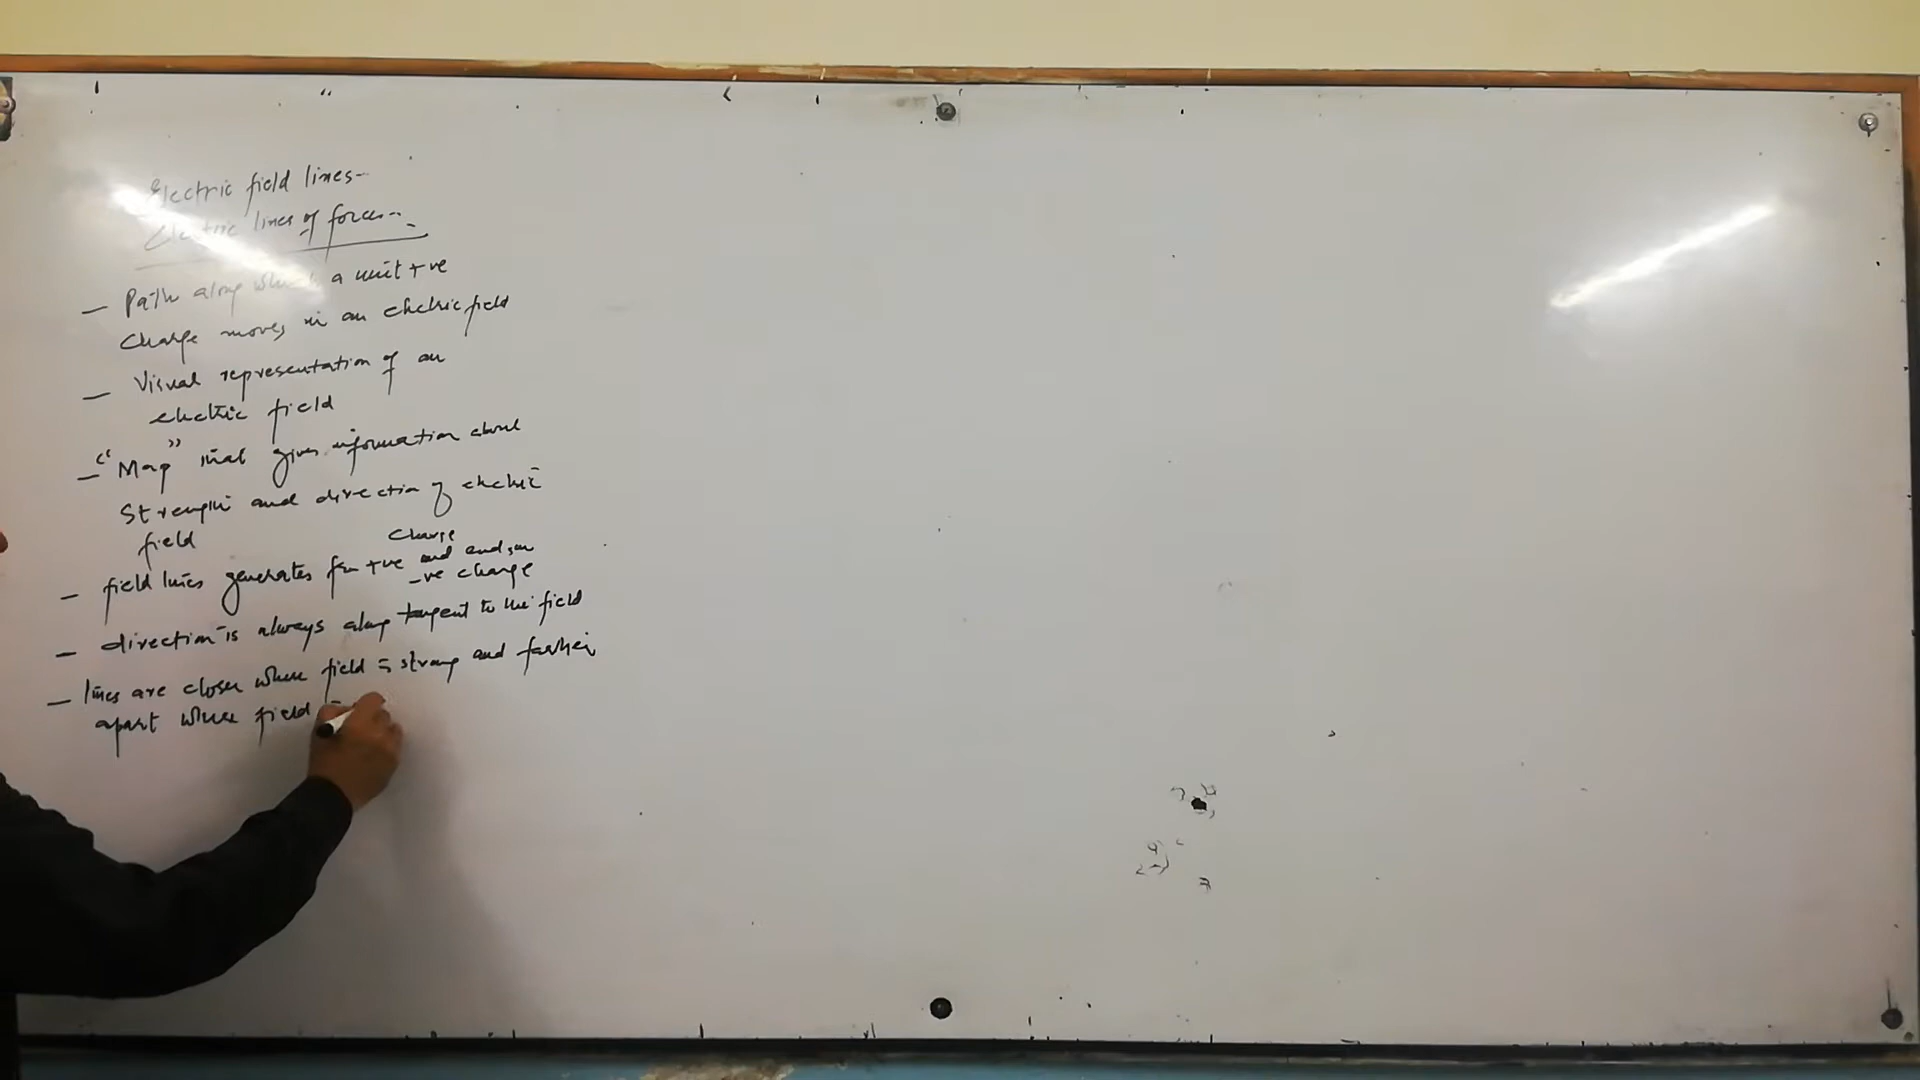 Electric field lines-
Electric lines of force--
— Path along which a unit +ve
charge moves in an electric field
— Visual representation of an
electric field
— "Map" that gives information about
Strength and direction of electric
field
charge
— field lines generates from +ve and ends on
-ve charge
— direction is always along tangent to the field
— lines are closer where field is strong and farther
apart where field